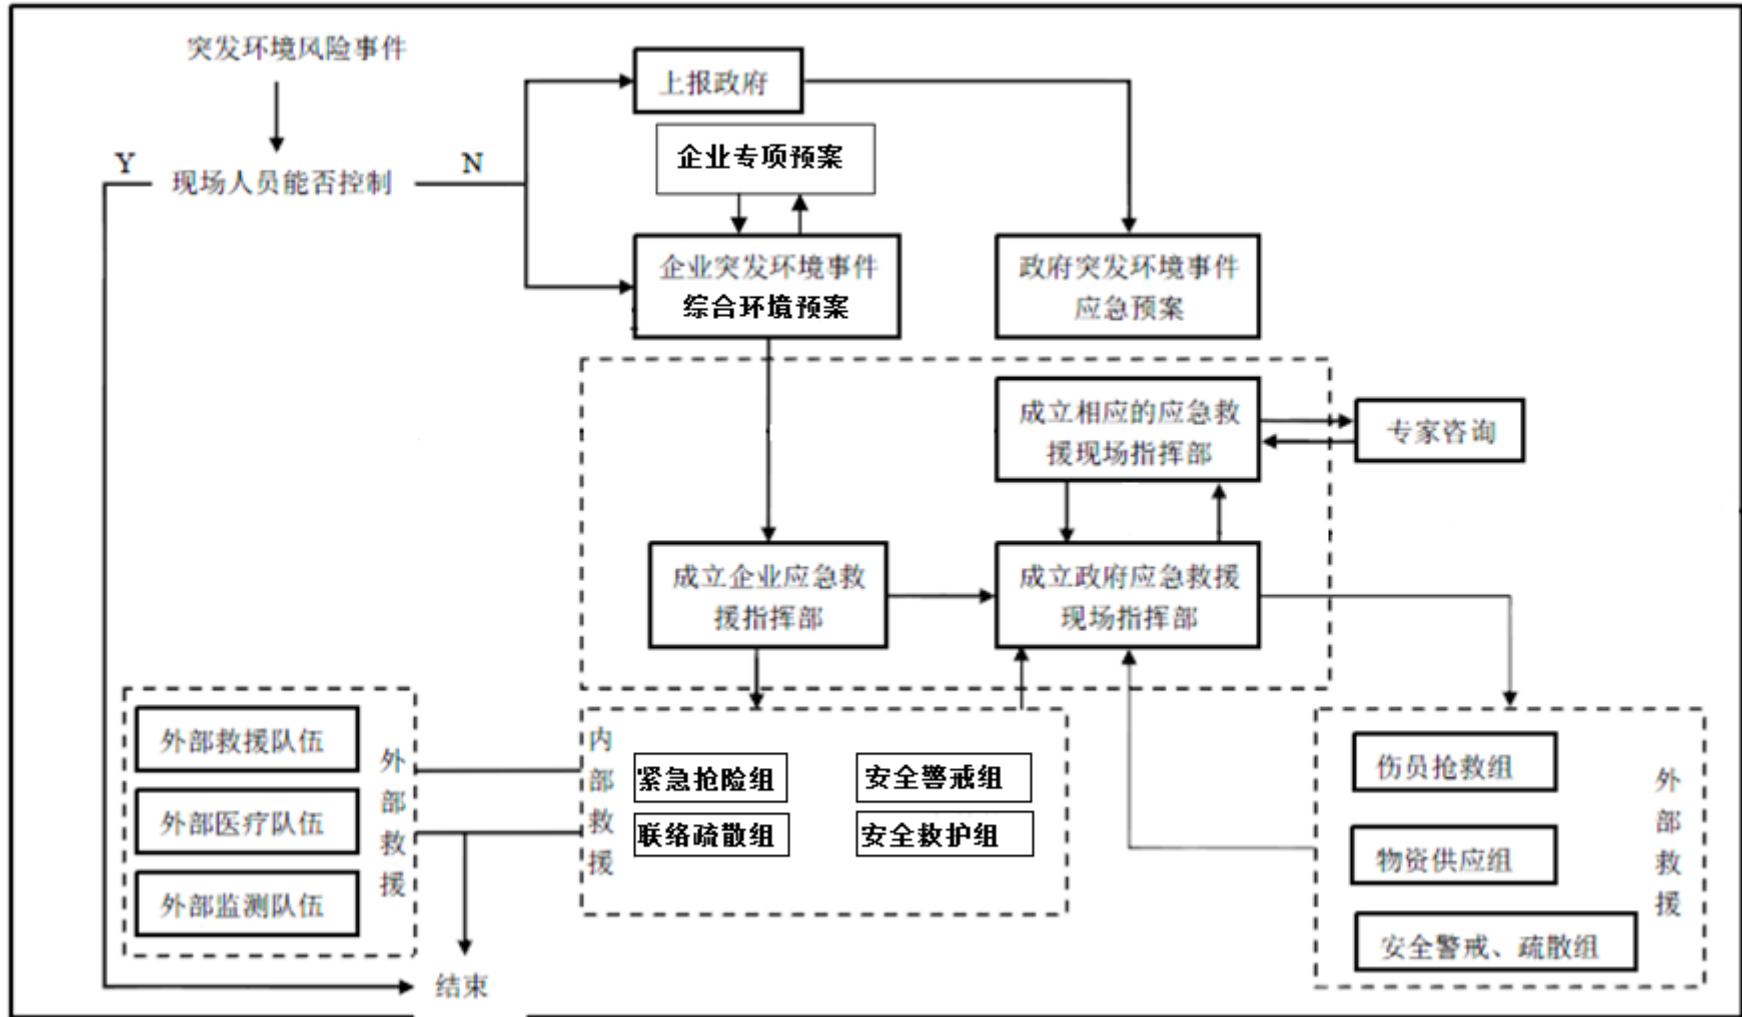 突发环境风险事件
上报政府
企业专项预案
Y
N
现场人员能否控制
企业突发环境事件
综合环境预案
政府突发环境事件
应急预案
成立相应的应急救
援现场指挥部
专家咨询
成立企业应急救
援指挥部
成立政府应急救援
现场指挥部
外部救援队伍
外部医疗队伍
外部监测队伍
外部救援
内部救援
紧急抢险组
安全警戒组
联络疏散组
安全救护组
伤员抢救组
物资供应组
安全警戒、疏散组
外部救援
结束